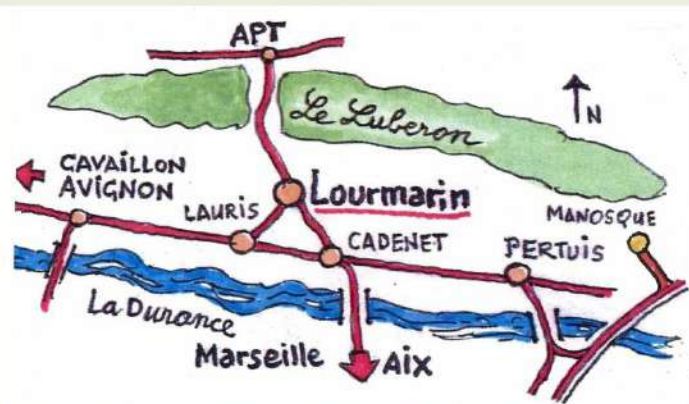 APT
Le Luberon
N
CAVAILLON
AVIGNON
Lourmarin
LAURIS
MANOSQUE
CADENET
PERTUIS
La Durance
Marseille
AIX